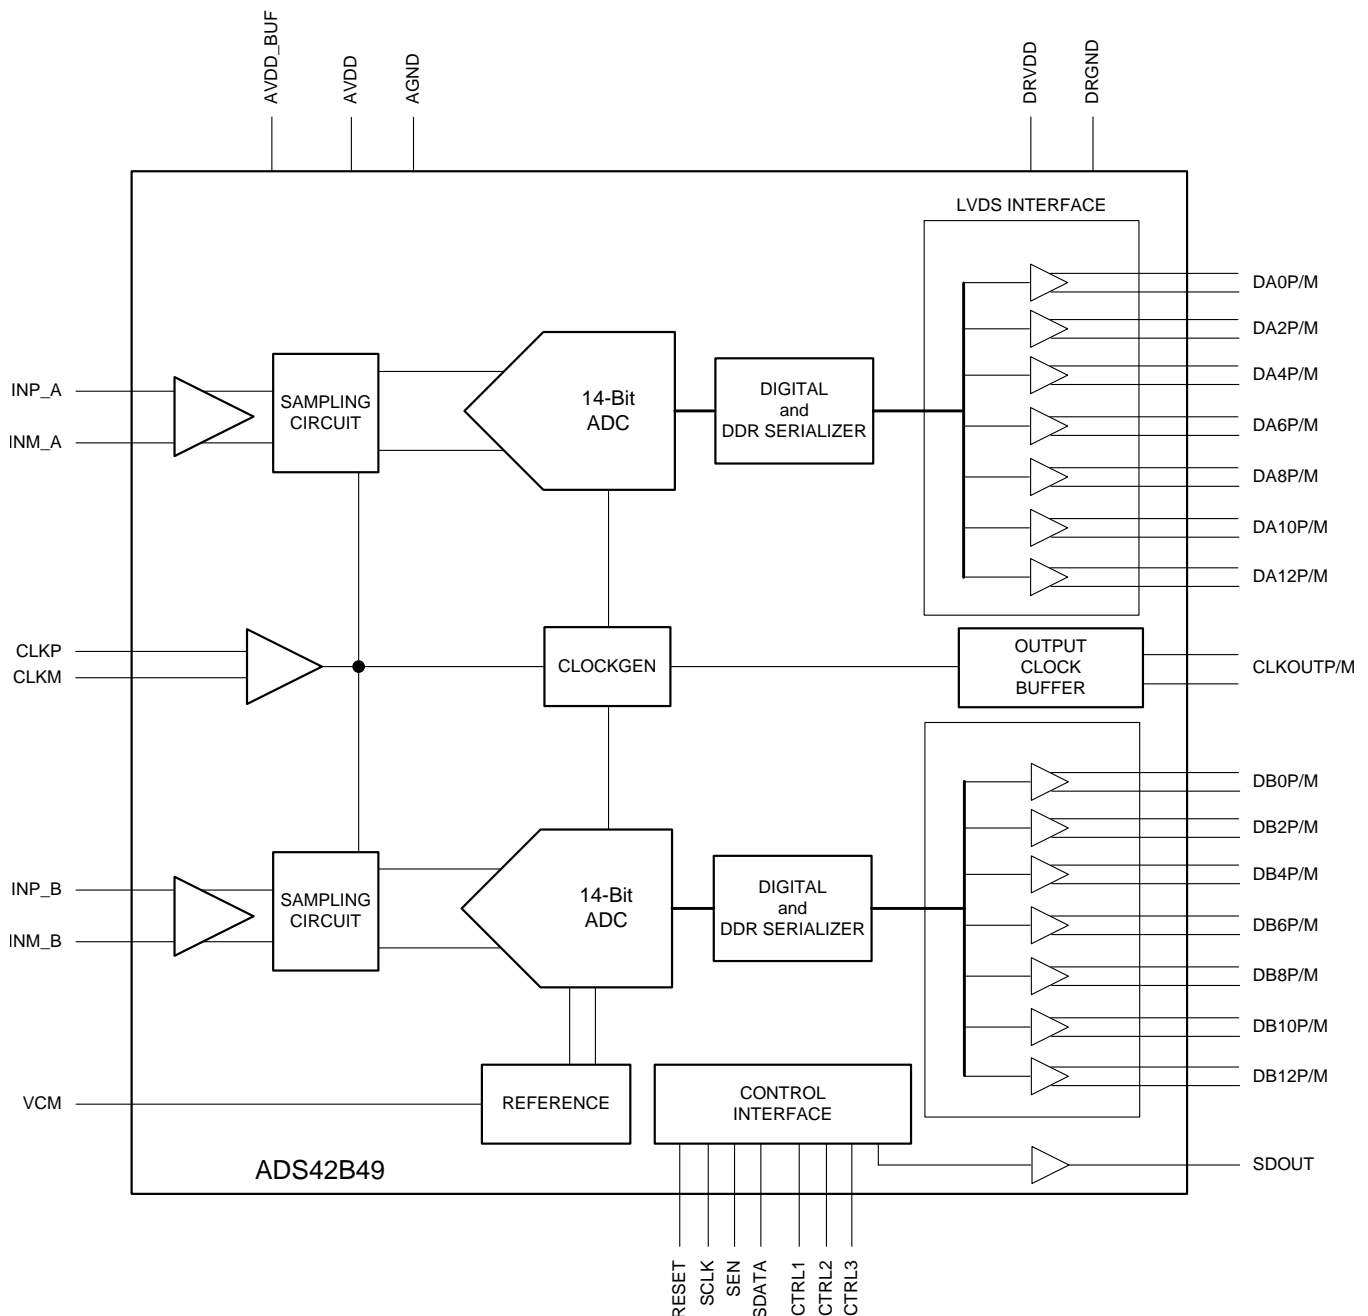 AVDD_BUF
AVDD
AGND
DRVDD
DRGND
LVDS INTERFACE
DA0P/M
DA2P/M
DA4P/M
DA6P/M
DA8P/M
DA10P/M
DA12P/M
INP_A
INM_A
SAMPLING
CIRCUIT
14-Bit
ADC
DIGITAL
and
DDR SERIALIZER
CLKP
CLKM
CLOCKGEN
OUTPUT
CLOCK
BUFFER
CLKOUTP/M
INP_B
INM_B
SAMPLING
CIRCUIT
14-Bit
ADC
DIGITAL
and
DDR SERIALIZER
DB0P/M
DB2P/M
DB4P/M
DB6P/M
DB8P/M
DB10P/M
DB12P/M
VCM
REFERENCE
CONTROL
INTERFACE
SDOUT
ADS42B49
RESET
SCLK
SEN
SDATA
CTRL1
CTRL2
CTRL3